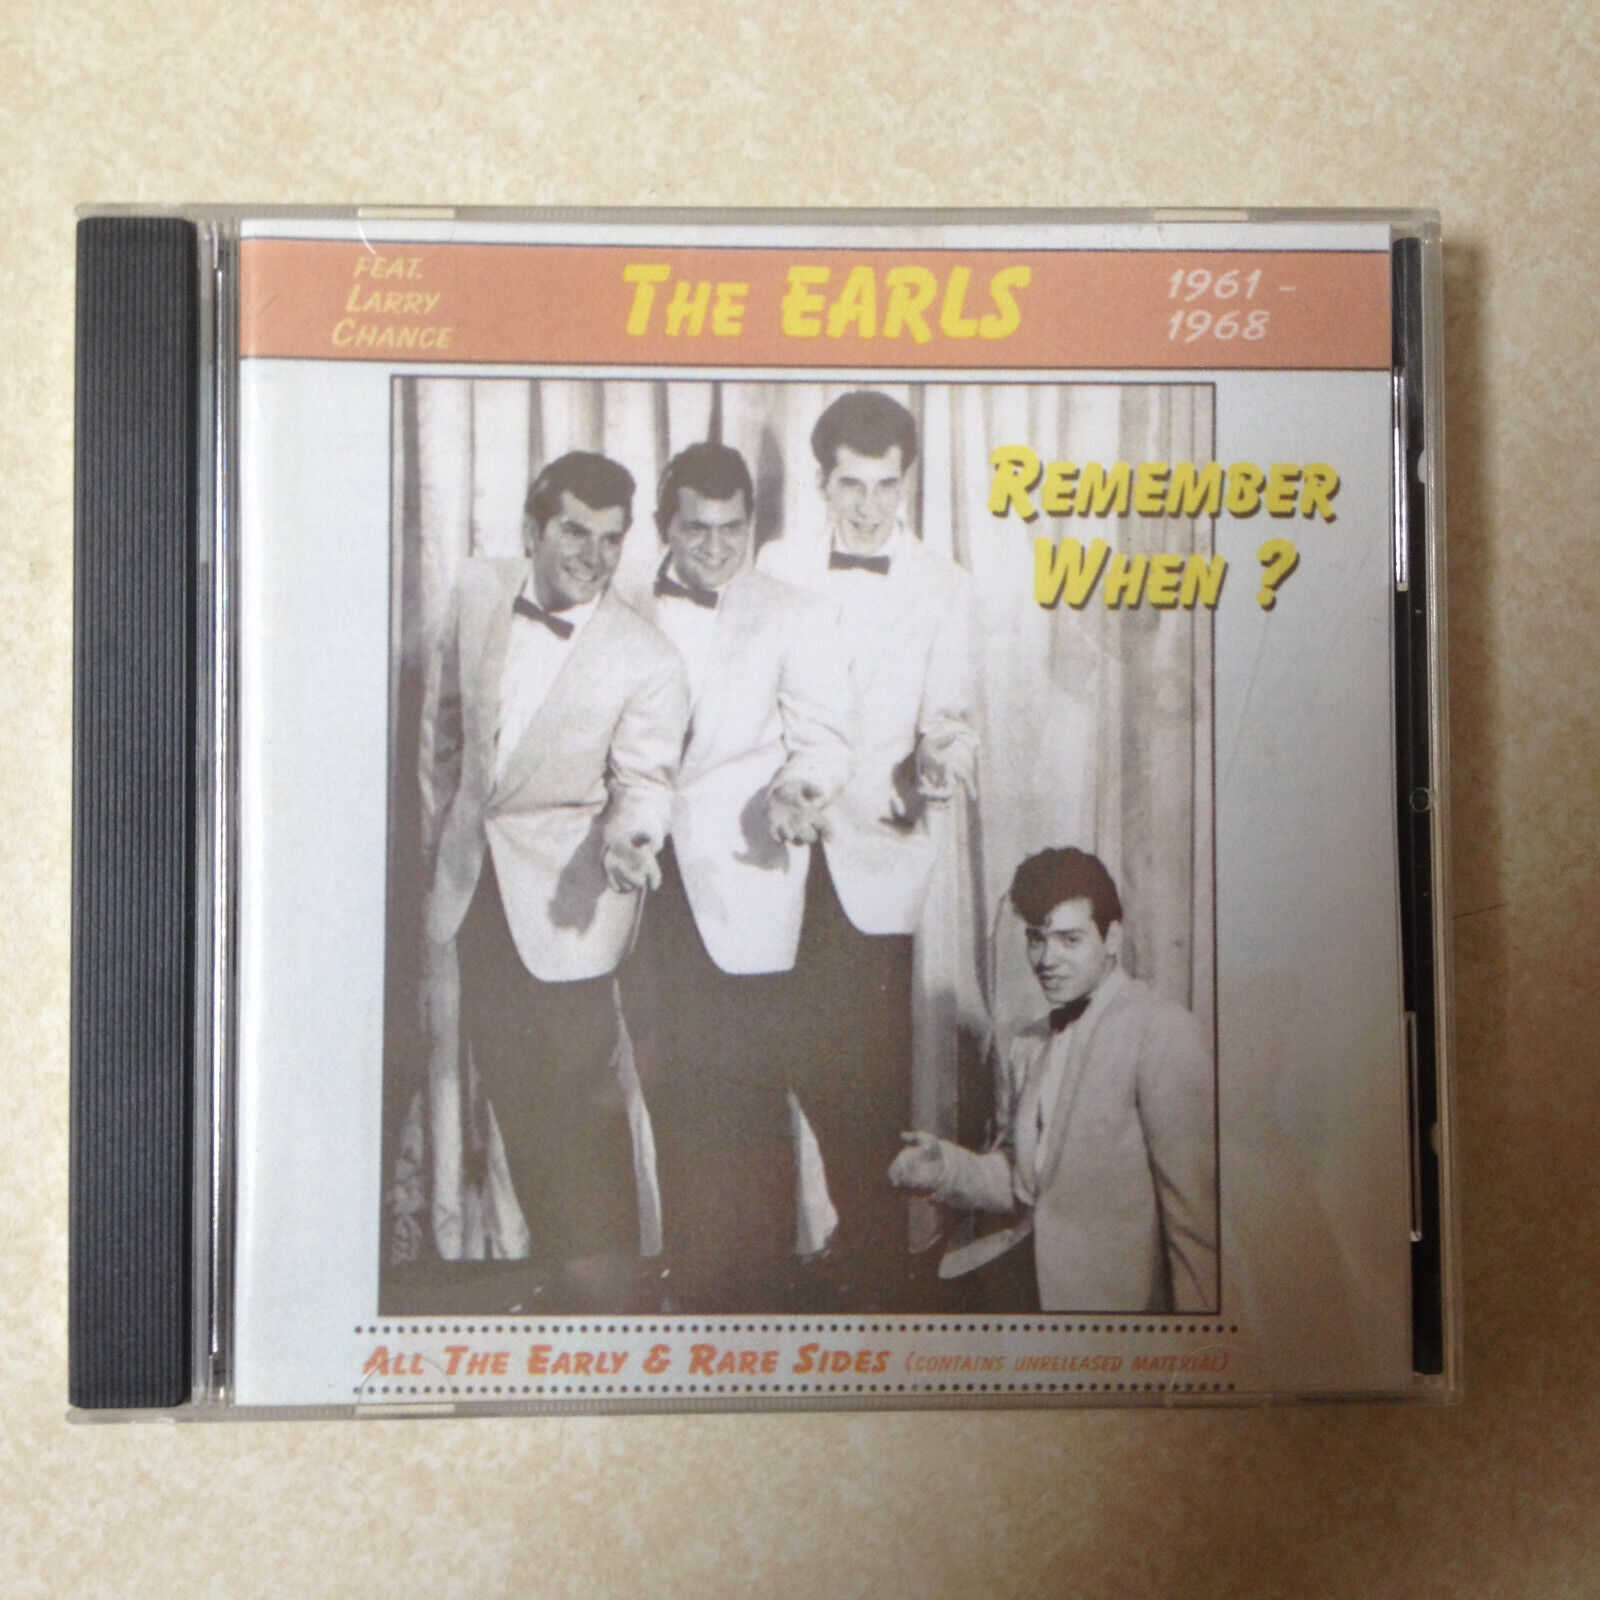 FEAT.
LARRY
CHANCE
THE EARLS
1961 -
1968
REMEMBER
WHEN ?
ALL THE EARLY & RARE SIDES (CONTAINS UNRELEASED MATERIAL)